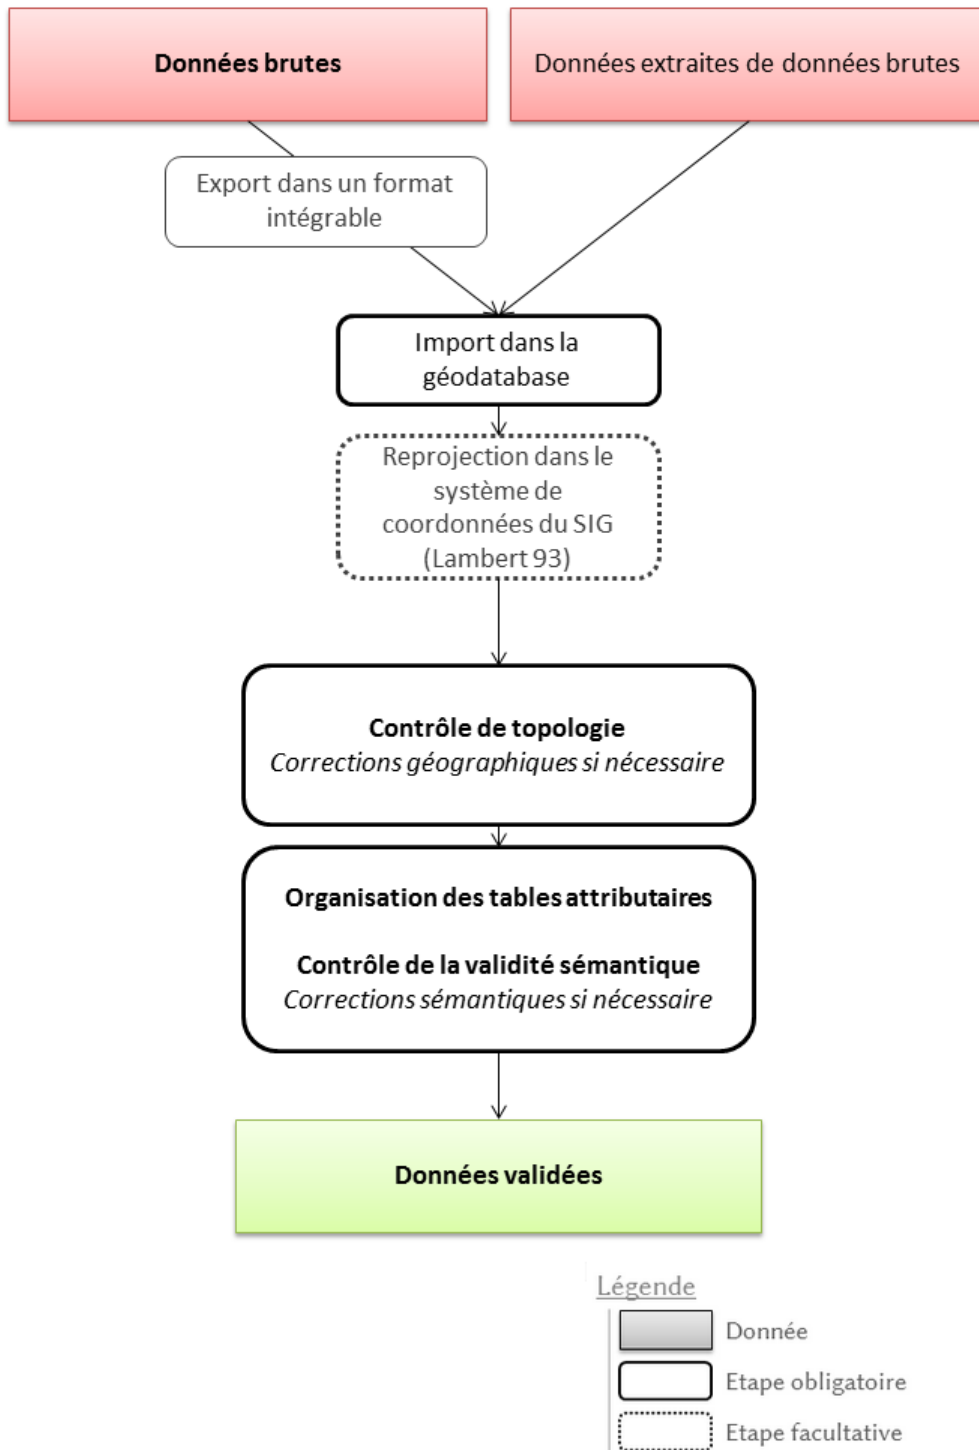 Données brutes
Données extraites de données brutes
Export dans un format
intégrable
Import dans la
géodatabase
Reprojection dans le
système de
coordonnées du SIG
(Lambert 93)
Contrôle de topologie
Corrections géographiques si nécessaire
Organisation des tables attributaires
Contrôle de la validité sémantique
Corrections sémantiques si nécessaire
Données validées
Légende
Donnée
Etape obligatoire
Etape facultative